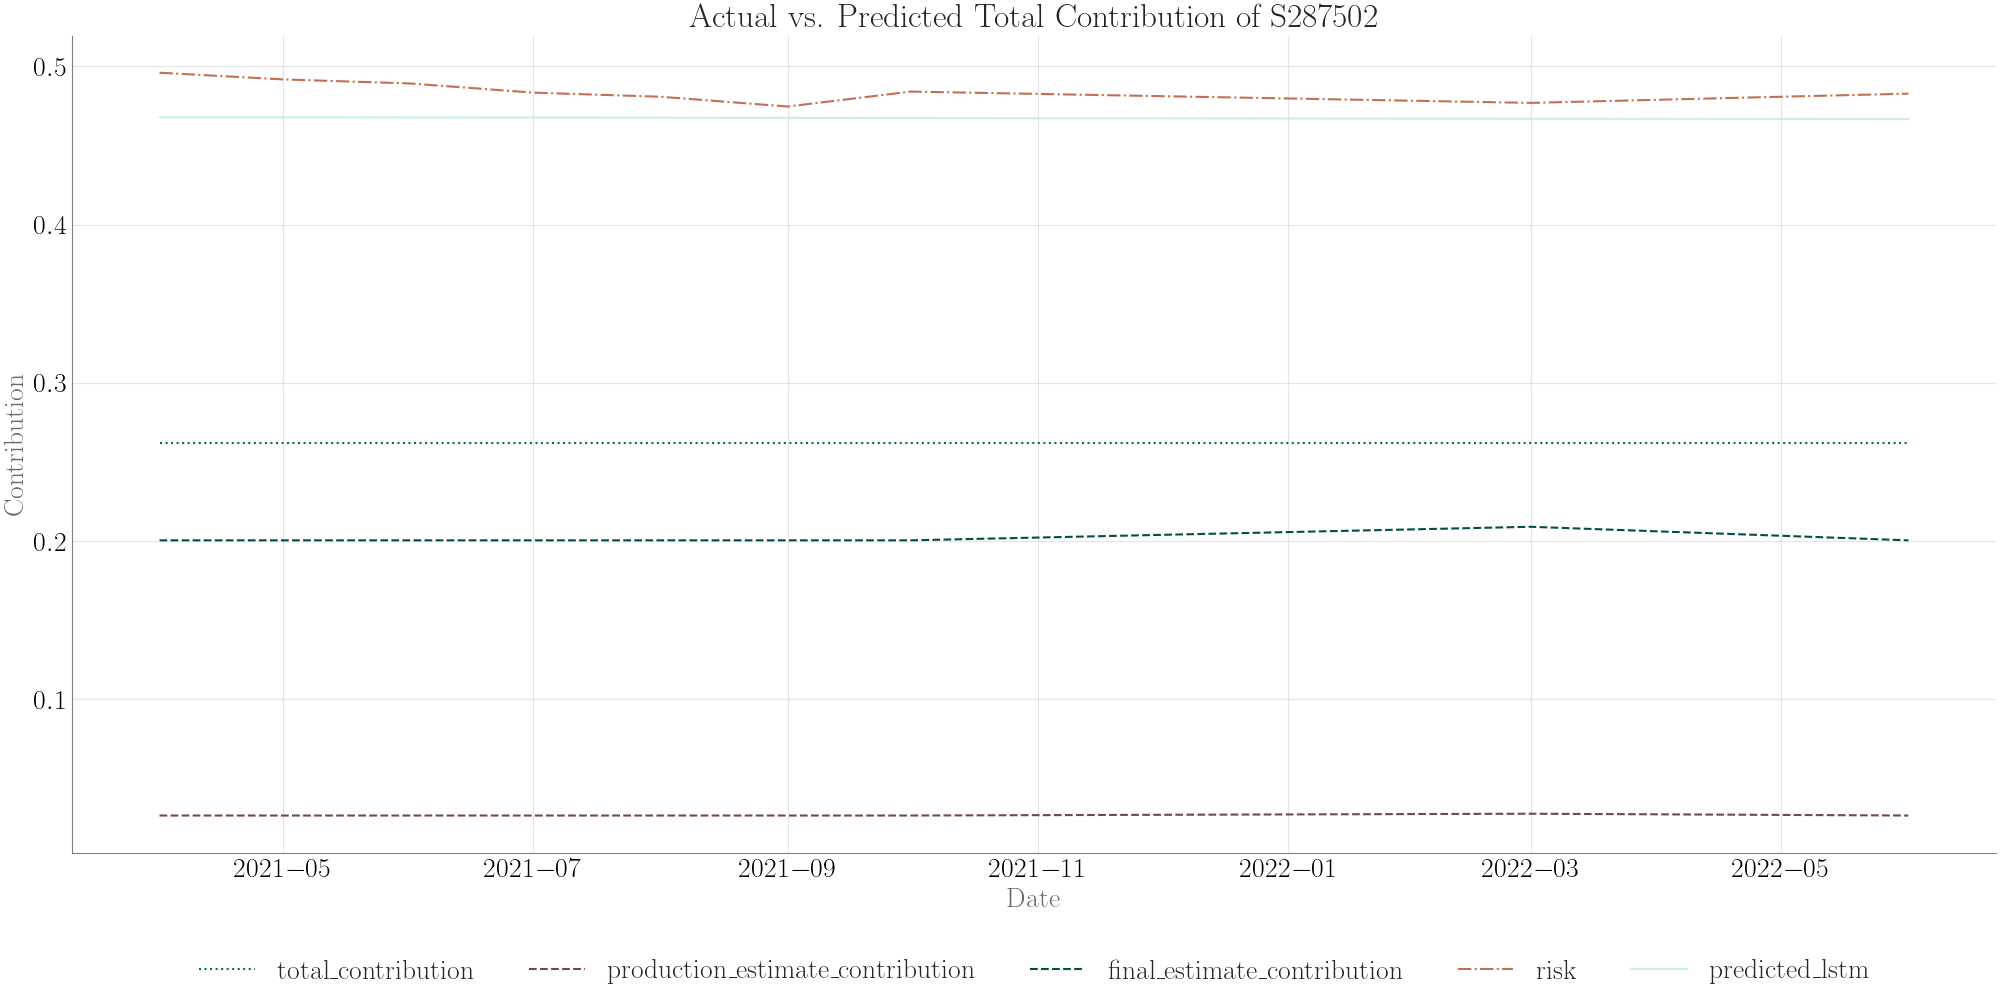 Actual vs. Predicted Total Contribution of S287502
0.5
0.4
0.3
0.2
0.1
Contribution
2021−05 2021−07 2021−09 2021−11 2022−01 2022−03 2022−05
Date
total_contribution production_estimate_contribution final_estimate_contribution risk predicted_lstm